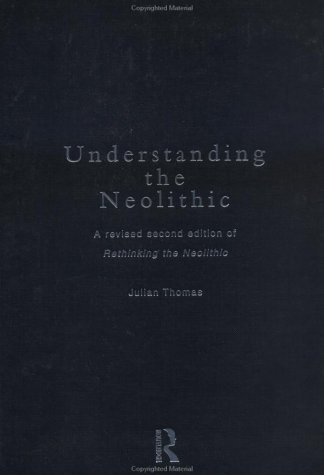 Copyrighted Material
Understanding
the
Neolithic
A revised second edition of
Rethinking the Neolithic
Julian Thomas
R
ROUTLEDGE
Copyrighted Material